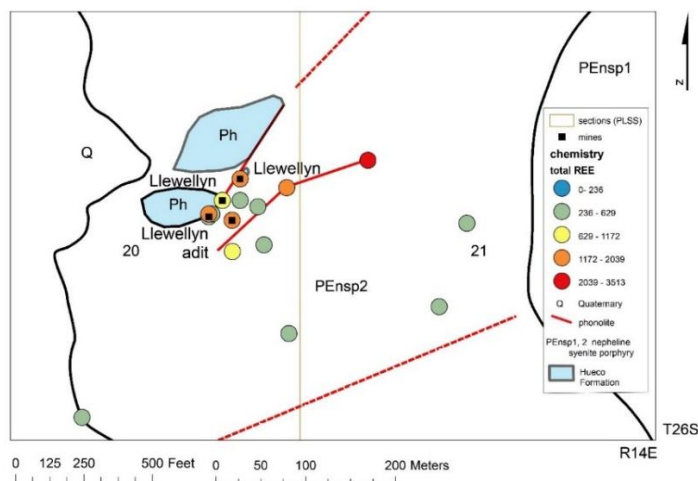 PEnsp1
N
Q
Ph
Llewellyn
Llewellyn
Ph
Llewellyn
adit
20
21
PEnsp2
sections (PLSS)
mines
chemistry
total REE
0- 236
236 - 629
629 - 1172
1172 - 2039
2039 - 3513
Q Quaternary
phonolite
PEnsp1, 2 nepheline
syenite porphyry
Hueco
Formation
T26S
R14E
0 125 250 500 Feet
0 50 100 200 Meters